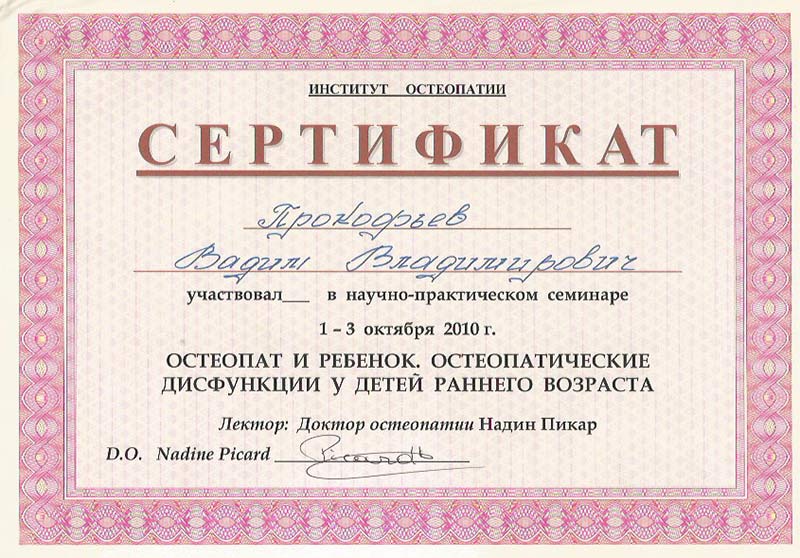 ИНСТИТУТ ОСТЕОПАТИИ
СЕРТИФИКАТ
Прокофьев
Вадим Владимирович
участвовал___ в научно-практическом семинаре
1 – 3 октября 2010 г.
ОСТЕОПАТ И РЕБЕНОК. ОСТЕОПАТИЧЕСКИЕ
ДИСФУНКЦИИ У ДЕТЕЙ РАННЕГО ВОЗРАСТА
Лектор: Доктор остеопатии Надин Пикар
D.O. Nadine Picard